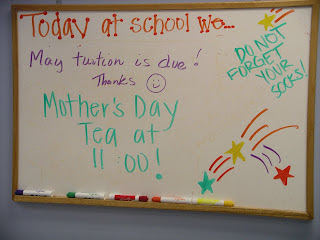 Today at school we...
May tuition is due!
Thanks
DO NOT
FORGET
YOUR
SOCKS!
Mother's Day
Tea at
11:00!